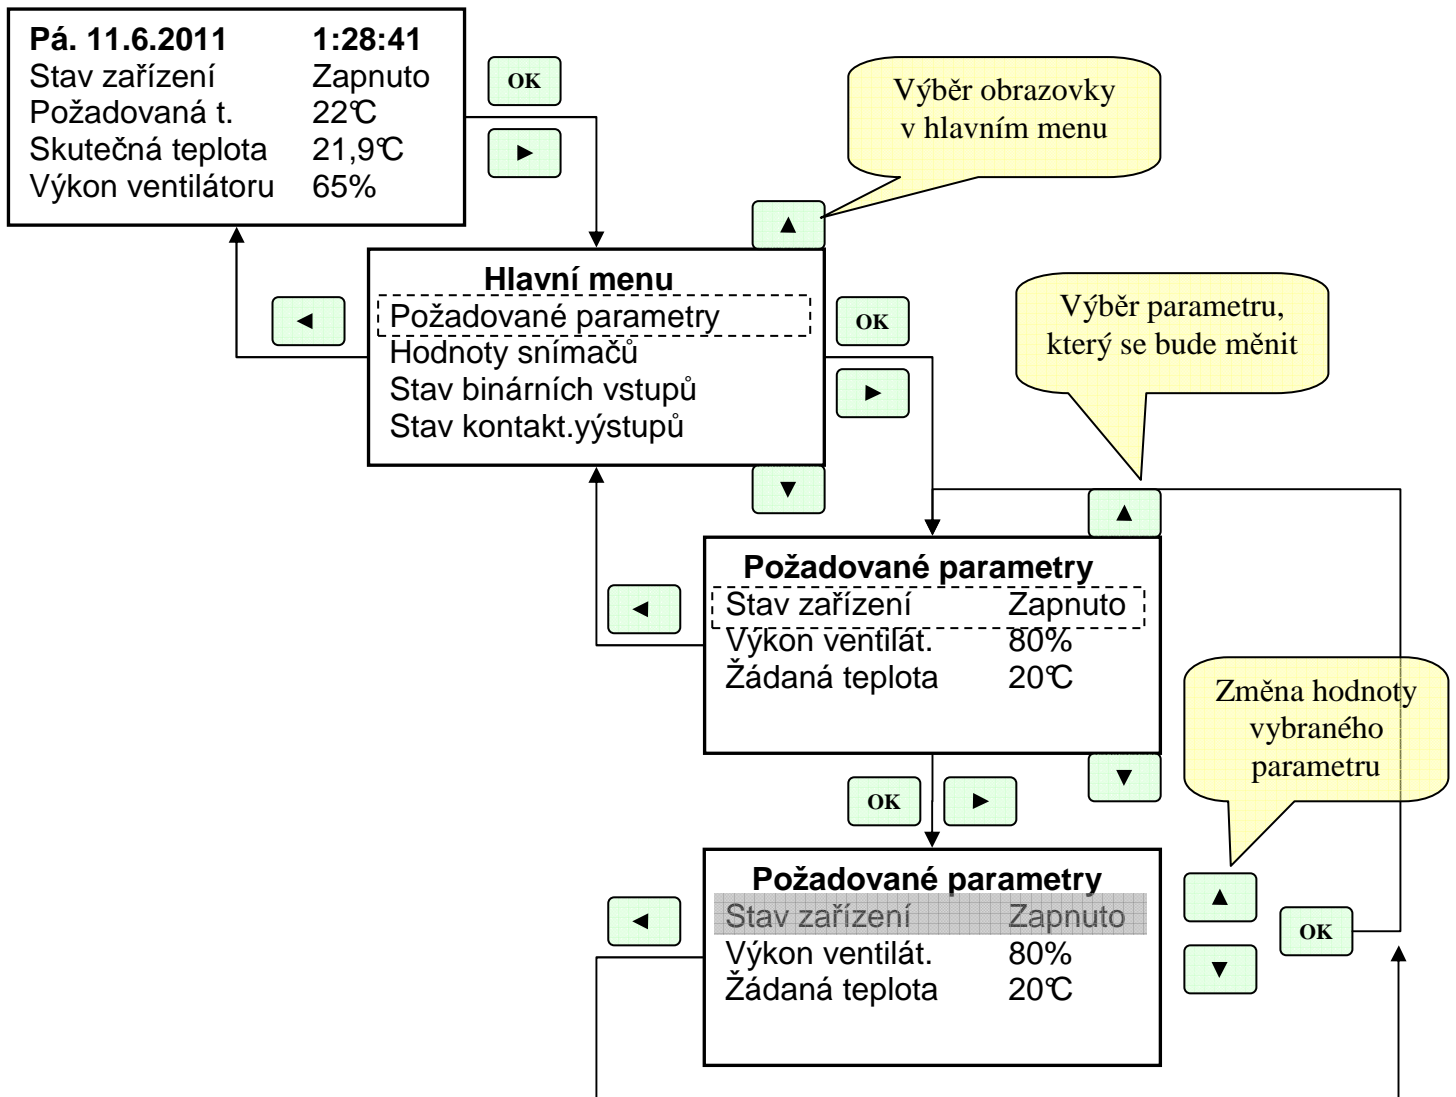 Pá. 11.6.2011 1:28:41
Stav zařízení Zapnuto
Požadovaná t. 22°C
Skutečná teplota 21,9°C
Výkon ventilátoru 65%
OK
►
Výběr obrazovky
v hlavním menu
▲
Hlavní menu
Požadované parametry
Hodnoty snímačů
Stav binárních vstupů
Stav kontakt.yýstupů
◄
OK
►
▼
Výběr parametru,
který se bude měnit
▲
Požadované parametry
Stav zařízení Zapnuto
Výkon ventilát. 80%
Žádaná teplota 20°C
◄
▼
Změna hodnoty
vybraného
parametru
OK ►
Požadované parametry
Stav zařízení Zapnuto
Výkon ventilát. 80%
Žádaná teplota 20°C
◄
▲
▼
OK